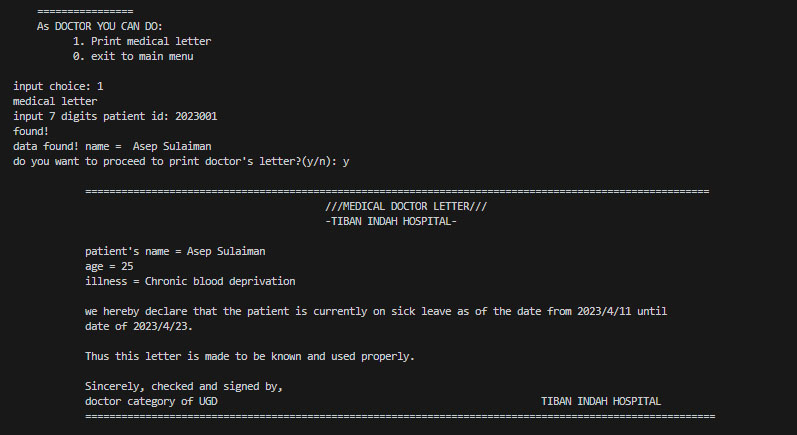 ================
As DOCTOR YOU CAN DO:
1. Print medical letter
0. exit to main menu
input choice: 1
medical letter
input 7 digits patient id: 2023001
found!
data found! name =  Asep Sulaiman
do you want to proceed to print doctor's letter?(y/n): y
========================================================================================================
///MEDICAL DOCTOR LETTER///
-TIBAN INDAH HOSPITAL-
patient's name = Asep Sulaiman
age = 25
illness = Chronic blood deprivation
we hereby declare that the patient is currently on sick leave as of the date from 2023/4/11 until
date of 2023/4/23.
Thus this letter is made to be known and used properly.
Sincerely, checked and signed by,
doctor category of UGD TIBAN INDAH HOSPITAL
=========================================================================================================